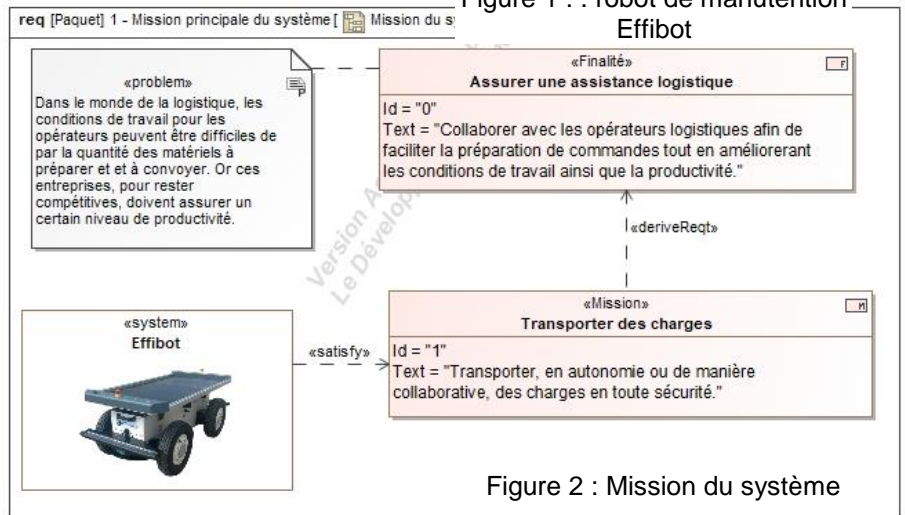 Figure 1 : : robot de manutention
Effibot
req [Paquet] 1 - Mission principale du système [ Mission du sy
«problem»
Dans le monde de la logistique, les
conditions de travail pour les
opérateurs peuvent être difficiles de
par la quantité des matériels à
préparer et et à convoyer. Or ces
entreprises, pour rester
compétitives, doivent assurer un
certain niveau de productivité.
P
«Finalité»
F
Assurer une assistance logistique
Id = "0"
Text = "Collaborer avec les opérateurs logistiques afin de
faciliter la préparation de commandes tout en améliorerant
les conditions de travail ainsi que la productivité."
Version
Le Dévelop
«deriveReqt»
«Mission»
M
Transporter des charges
Id = "1"
Text = "Transporter, en autonomie ou de manière
collaborative, des charges en toute sécurité."
«system»
Effibot
«satisfy»
Figure 2 : Mission du système